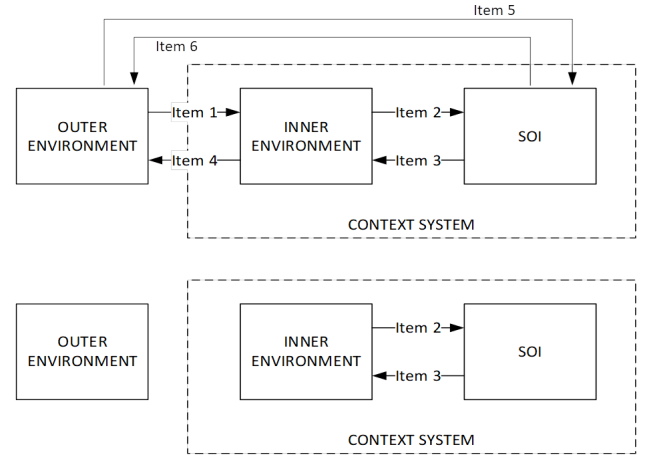 Item 5
Item 6
Item 1
Item 2
OUTER
ENVIRONMENT
INNER
ENVIRONMENT
SOI
Item 4
Item 3
CONTEXT SYSTEM
Item 2
OUTER
ENVIRONMENT
INNER
ENVIRONMENT
SOI
Item 3
CONTEXT SYSTEM